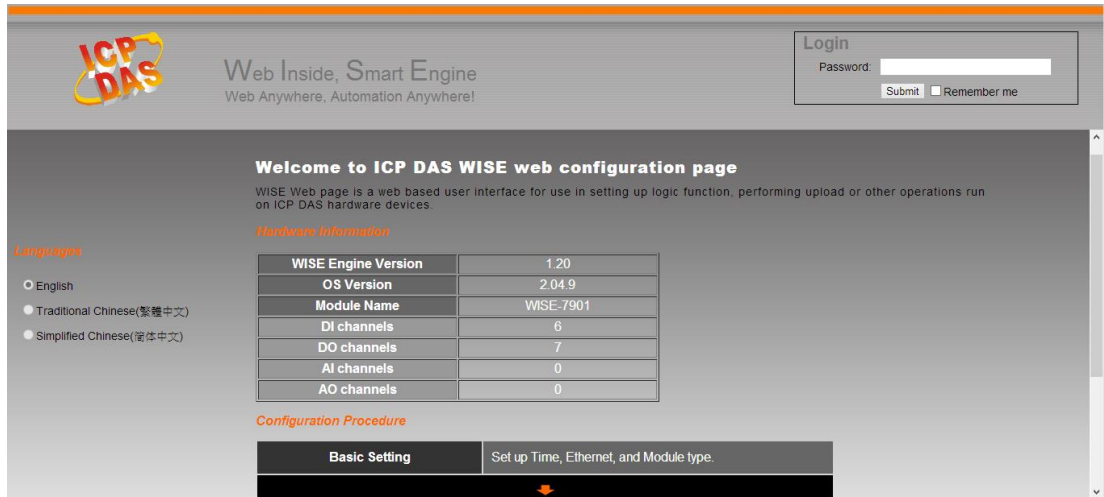 ICP
DAS
Web Inside, Smart Engine
Web Anywhere, Automation Anywhere!
Login
Password:
Submit Remember me
Welcome to ICP DAS WISE web configuration page
WISE Web page is a web based user interface for use in setting up logic function, performing upload or other operations run
on ICP DAS hardware devices.
Hardware Information
Languages
English
Traditional Chinese(繁體中文)
Simplified Chinese(简体中文)
WISE Engine Version 1.20
OS Version 2.04.9
Module Name WISE-7901
DI channels 6
DO channels 7
AI channels 0
AO channels 0
Configuration Procedure
Basic Setting Set up Time, Ethernet, and Module type.